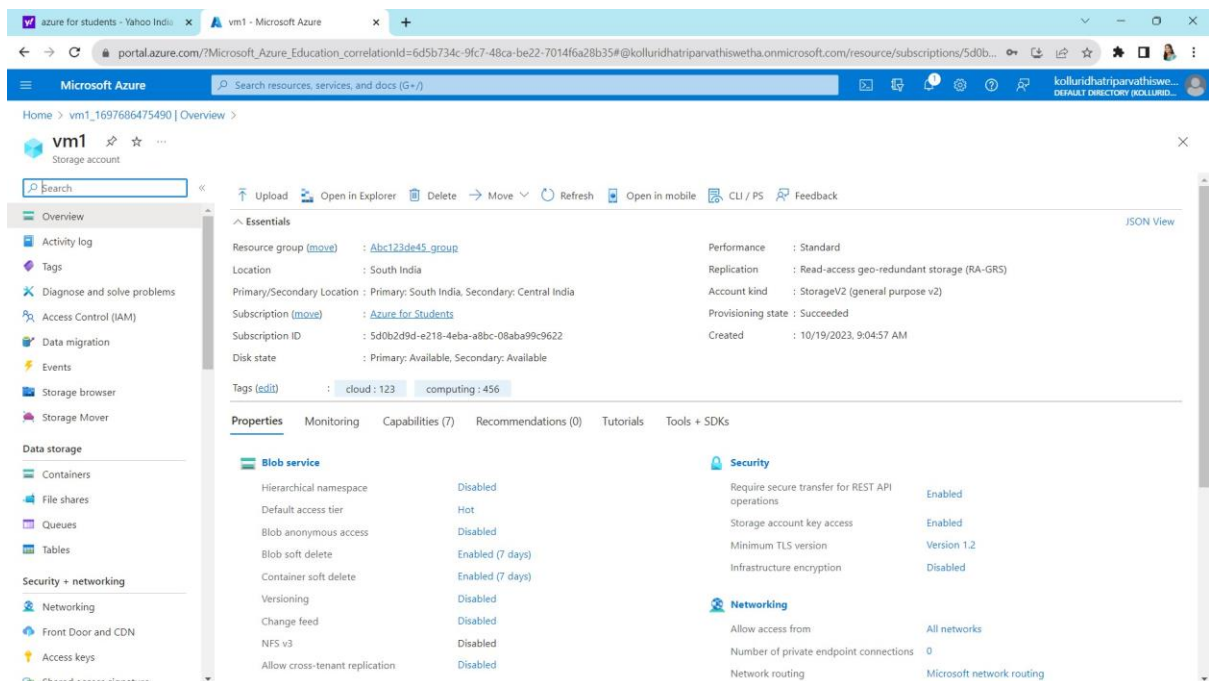 azure for students - Yahoo India
vm1 - Microsoft Azure
portal.azure.com/?Microsoft_Azure_Education_correlationId=6d5b734c-9fc7-48ca-be22-7014f6a28b35#@kolluridhatriparvathiswetha.onmicrosoft.com/resource/subscriptions/5d0b...
Microsoft Azure
Search resources, services, and docs (G+/)
1
kolluridhatriparvathiswe...
DEFAULT DIRECTORY (KOLLURID...
Home > vm1_1697686475490 | Overview >
vm1
Storage account
Search
Upload Open in Explorer Delete Move Refresh Open in mobile CLI / PS Feedback
Overview
Activity log
Tags
Diagnose and solve problems
Access Control (IAM)
Data migration
Events
Storage browser
Storage Mover
Data storage
Containers
File shares
Queues
Tables
Security + networking
Networking
Front Door and CDN
Access keys
Shared access signature
Essentials
JSON View
Resource group (move) : Abc123de45_group
Location : South India
Primary/Secondary Location : Primary: South India, Secondary: Central India
Subscription (move) : Azure for Students
Subscription ID : 5d0b2d9d-e218-4eba-a8bc-08aba99c9622
Disk state : Primary: Available, Secondary: Available
Performance : Standard
Replication : Read-access geo-redundant storage (RA-GRS)
Account kind : StorageV2 (general purpose v2)
Provisioning state : Succeeded
Created : 10/19/2023, 9:04:57 AM
Tags (edit) : cloud : 123 computing : 456
Properties Monitoring Capabilities (7) Recommendations (0) Tutorials Tools + SDKs
Blob service
Hierarchical namespace Disabled
Default access tier Hot
Blob anonymous access Disabled
Blob soft delete Enabled (7 days)
Container soft delete Enabled (7 days)
Versioning Disabled
Change feed Disabled
NFS v3 Disabled
Allow cross-tenant replication Disabled
Security
Require secure transfer for REST API
operations Enabled
Storage account key access Enabled
Minimum TLS version Version 1.2
Infrastructure encryption Disabled
Networking
Allow access from All networks
Number of private endpoint connections 0
Network routing Microsoft network routing